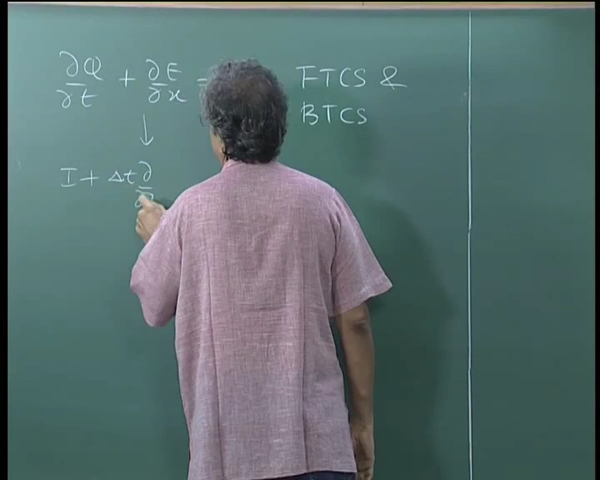 ∂Q/∂t + ∂E/∂x = FTCS &
BTCS
I + Δt ∂/∂